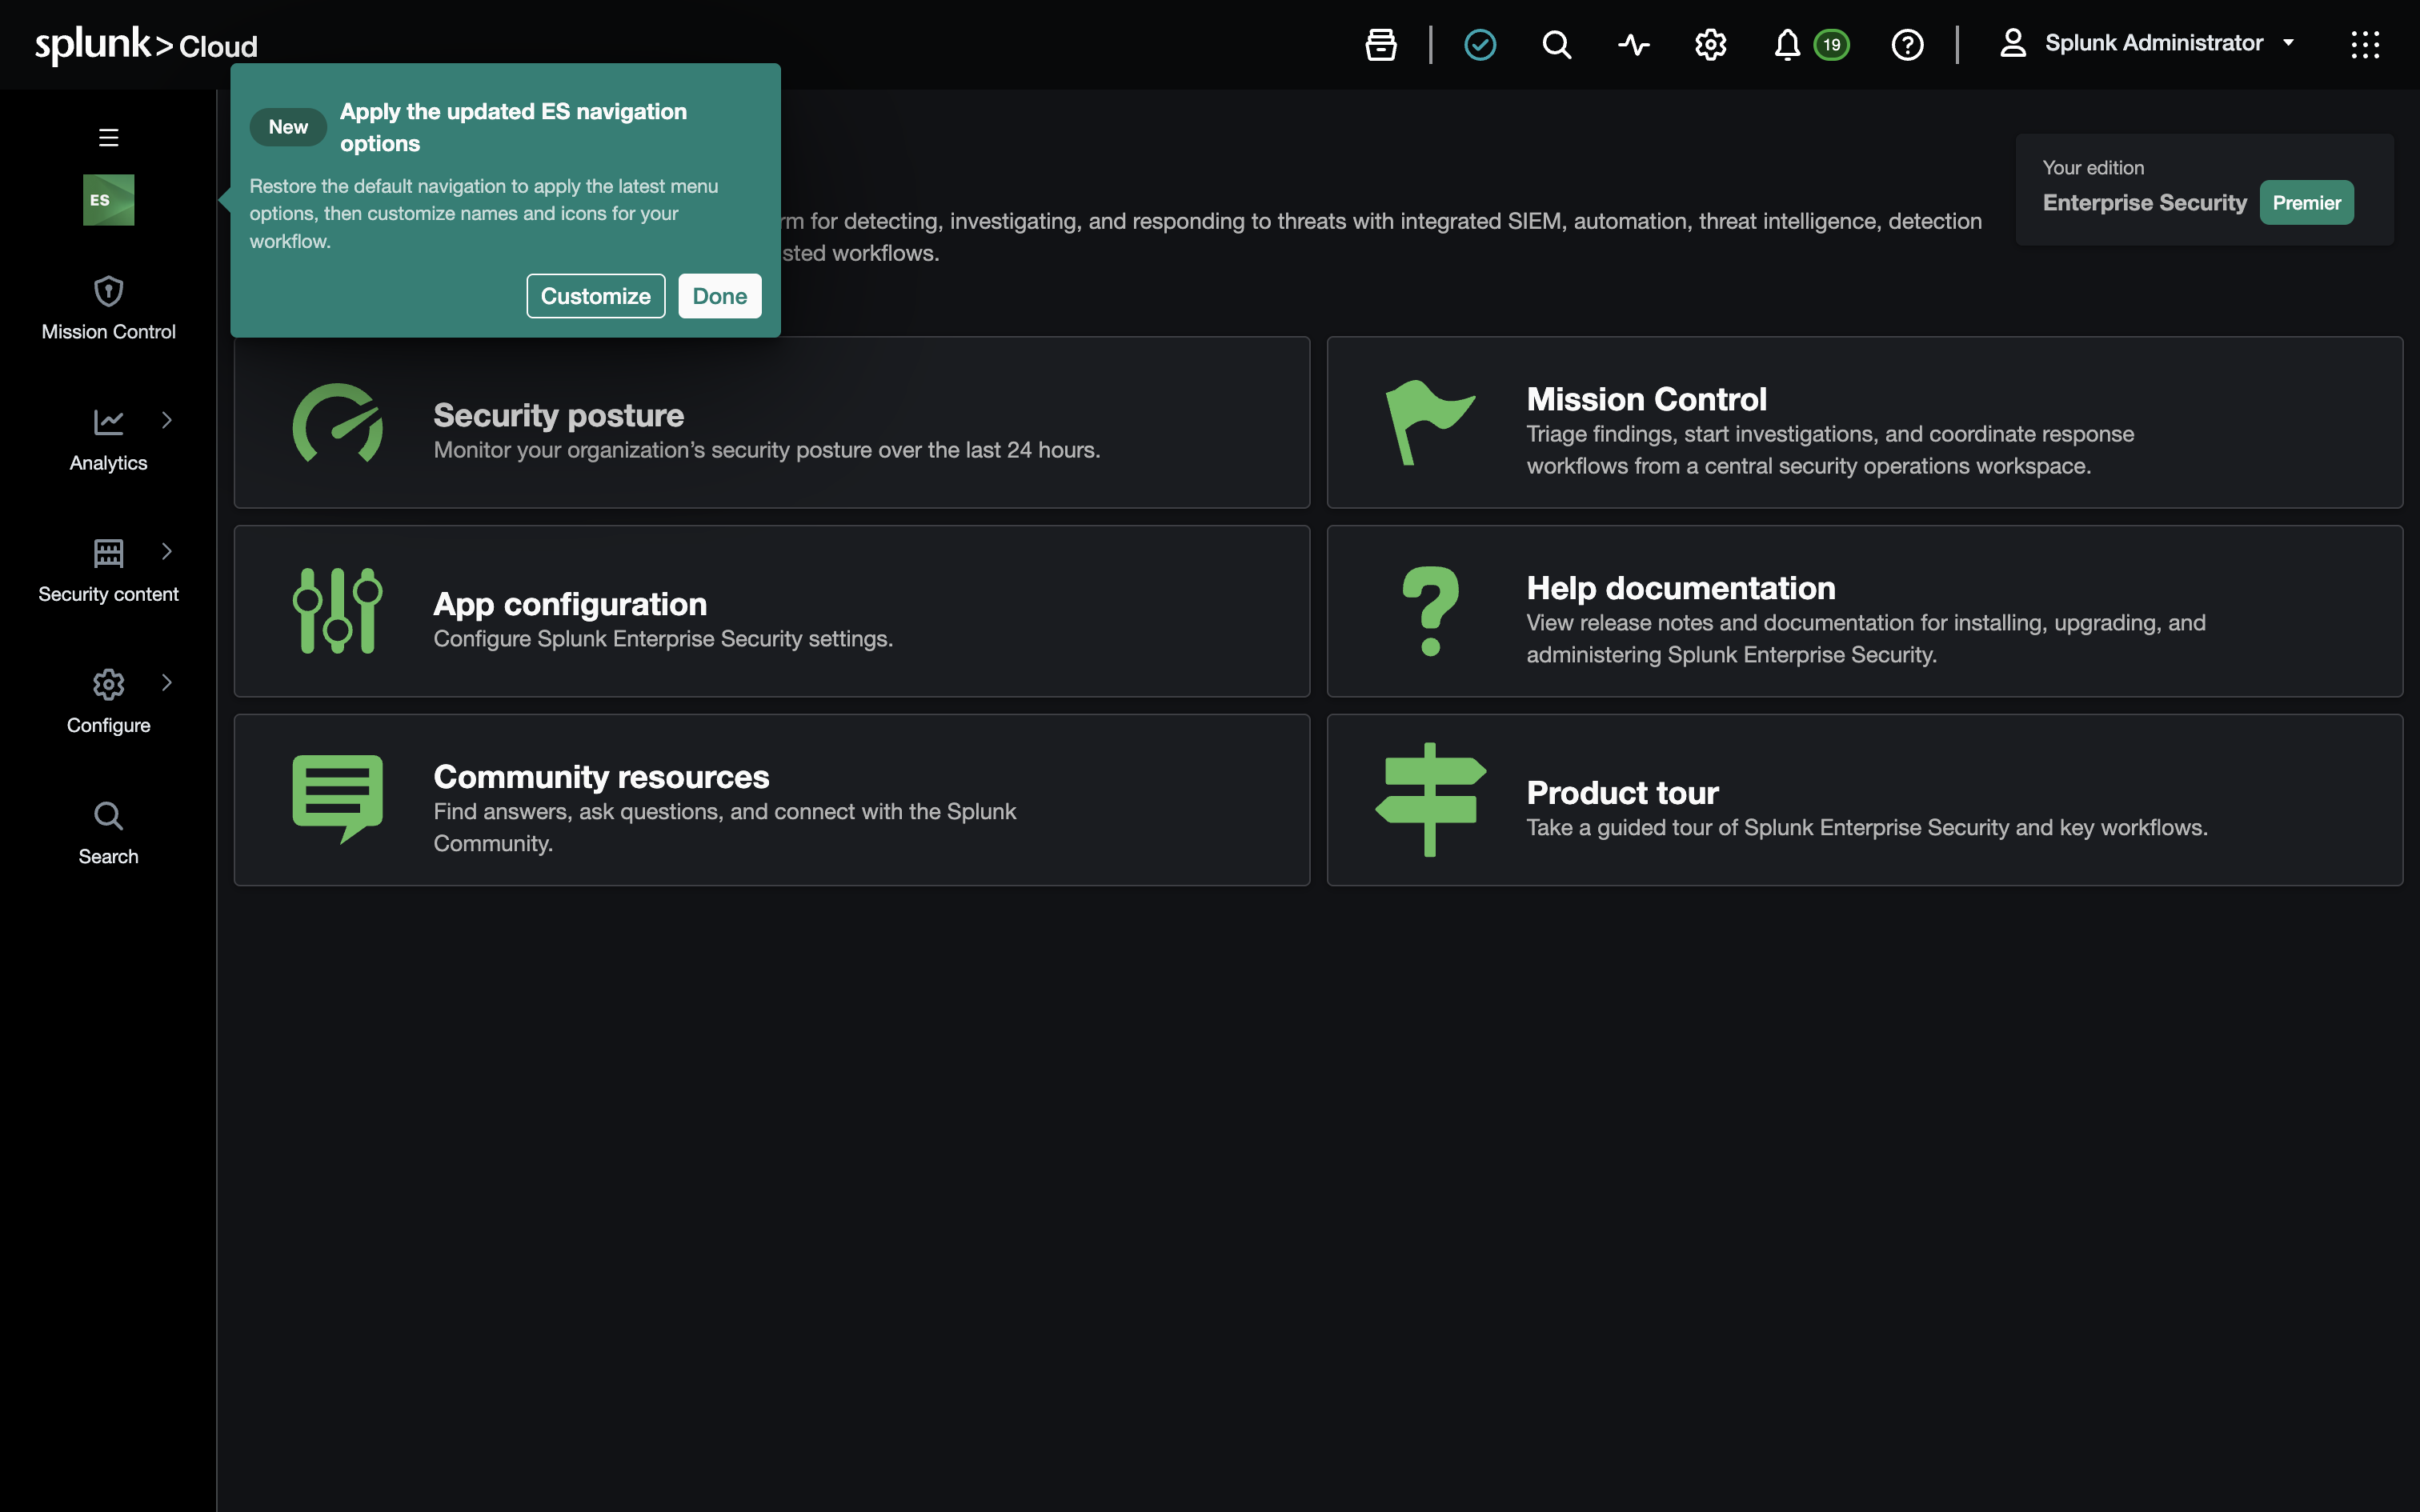 splunk>Cloud
19
Splunk Administrator
New
Apply the updated ES navigation
options
Restore the default navigation to apply the latest menu
options, then customize names and icons for your
workflow.
Customize
Done
ES
Mission Control
Analytics
Security content
Configure
Search
rm for detecting, investigating, and responding to threats with integrated SIEM, automation, threat intelligence, detection
sted workflows.
Your edition
Enterprise Security
Premier
Security posture
Monitor your organization’s security posture over the last 24 hours.
Mission Control
Triage findings, start investigations, and coordinate response
workflows from a central security operations workspace.
App configuration
Configure Splunk Enterprise Security settings.
Help documentation
View release notes and documentation for installing, upgrading, and
administering Splunk Enterprise Security.
Community resources
Find answers, ask questions, and connect with the Splunk
Community.
Product tour
Take a guided tour of Splunk Enterprise Security and key workflows.